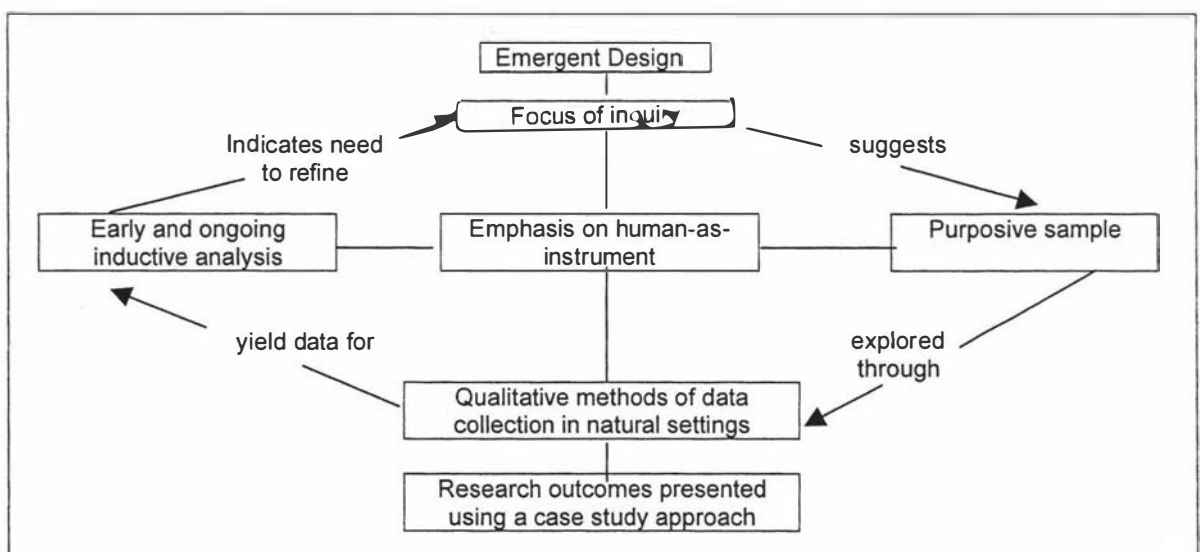 Emergent Design
Focus of
Indicates need
to refine
suggests
Early and ongoing
inductive analysis
Emphasis on human-as-
instrument
Purposive sample
yield data for
explored
through
Qualitative methods of data
collection in natural settings
Research outcomes presented
using a case study approach